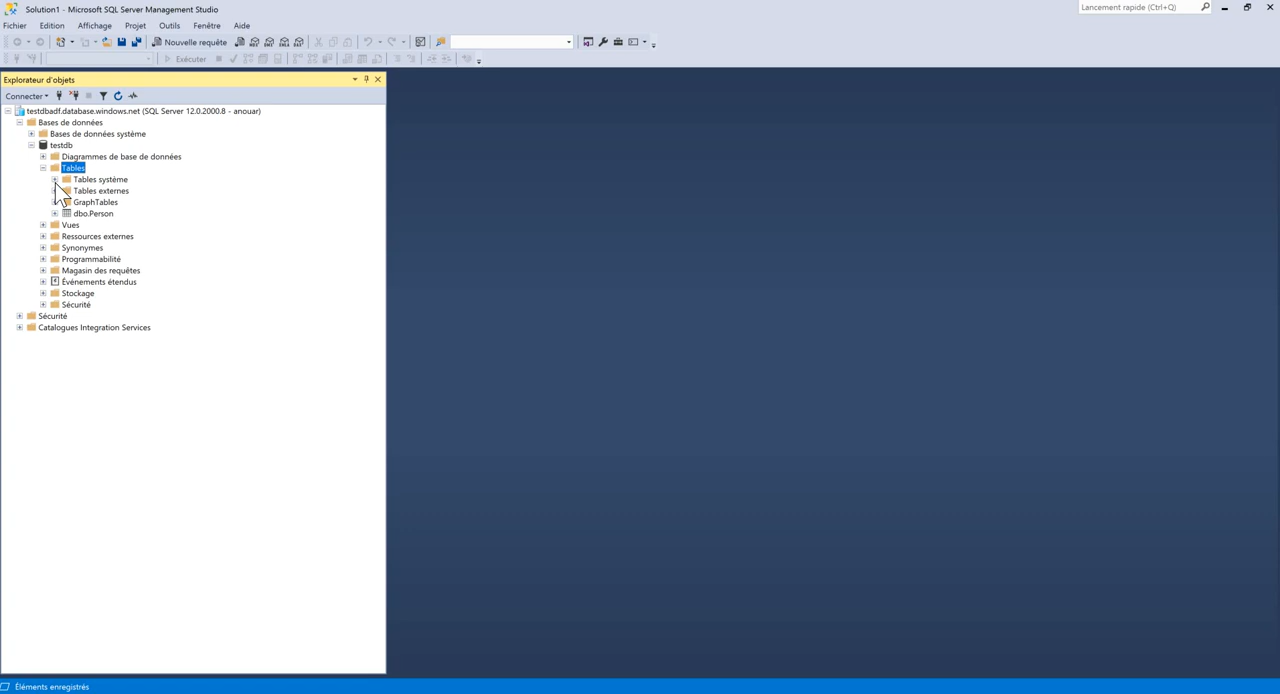 Solution1 - Microsoft SQL Server Management Studio
Lancement rapide (Ctrl+Q)
Fichier Edition Affichage Projet Outils Fenêtre Aide
Nouvelle requête
Exécuter
Explorateur d'objets
Connecter
testdbadf.database.windows.net (SQL Server 12.0.2000.8 - anouar)
Bases de données
Bases de données système
testdb
Diagrammes de base de données
Tables
Tables système
Tables externes
GraphTables
dbo.Person
Vues
Ressources externes
Synonymes
Programmabilité
Magasin des requêtes
Événements étendus
Stockage
Sécurité
Sécurité
Catalogues Integration Services
Éléments enregistrés